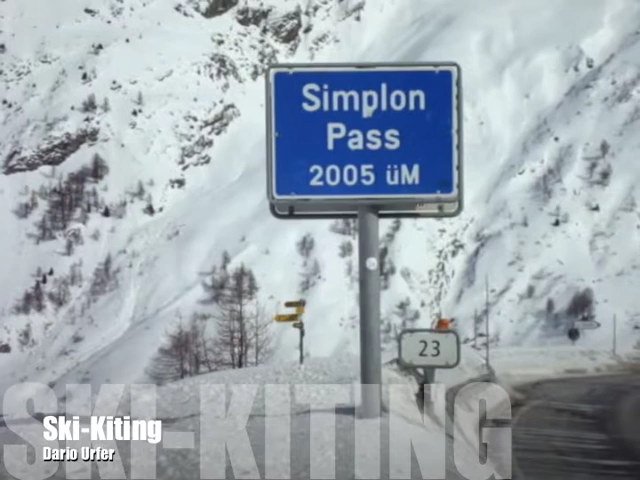 Simplon
Pass
2005 üM
23
SKI-KITING
Ski-Kiting
Dario Urfer